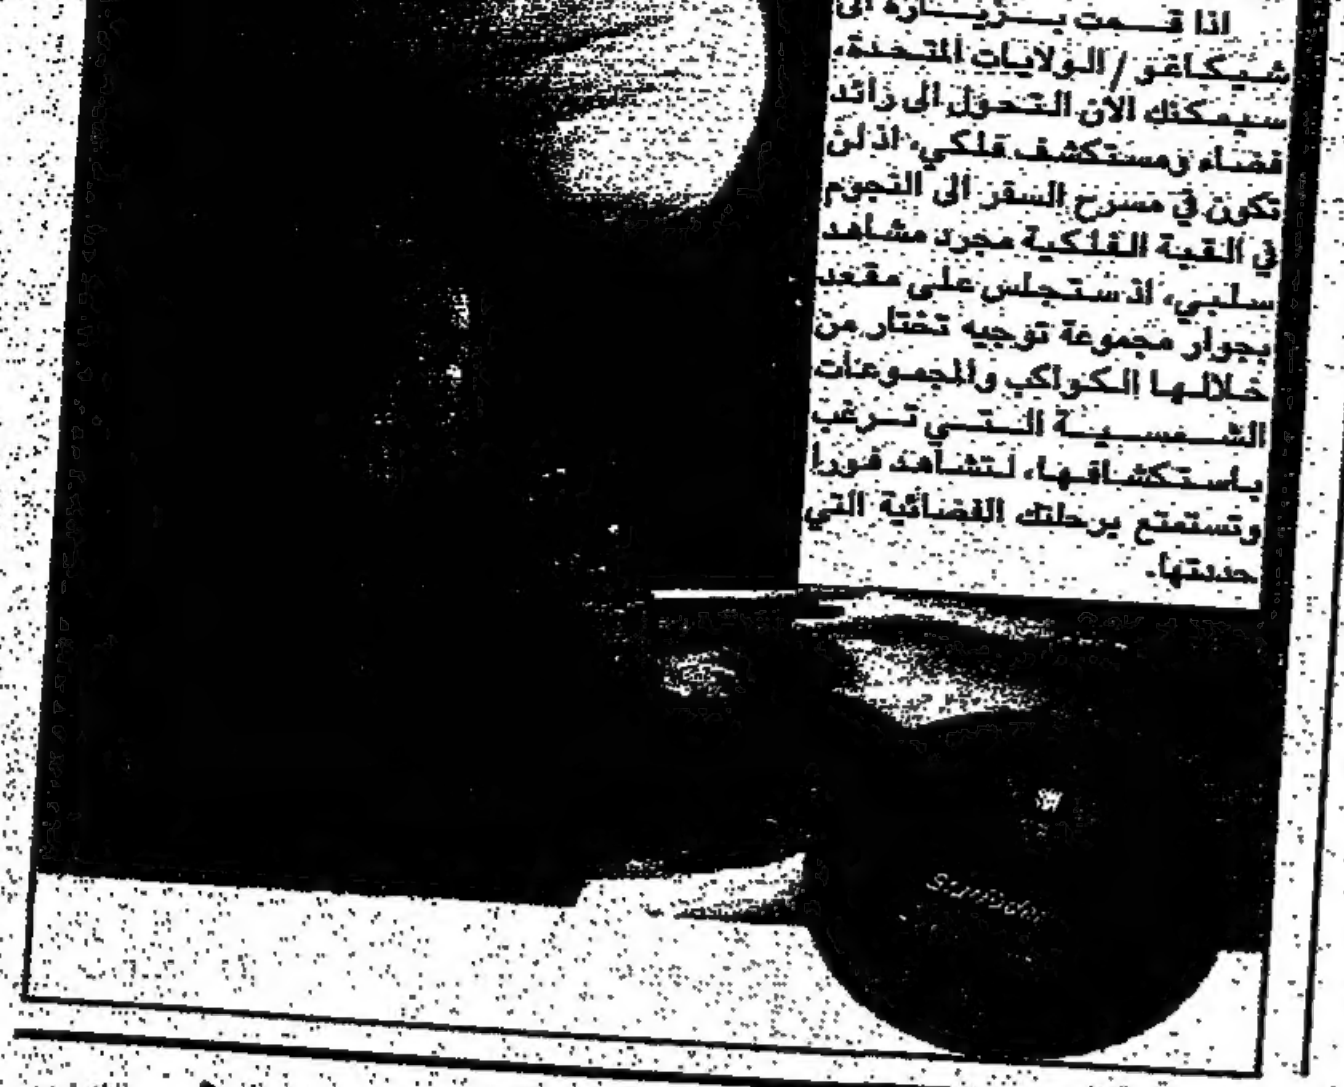 اذا قمت بزيارة الى
شيكاغو / الولايات المتحدة،
سيمكنك الان التحول الى رائد
فضاء ومستكشف فلكي، اذ لن
تكون في مسرح السفر الى النجوم
في القبة الفلكية مجرد مشاهد
سلبي، اذ ستجلس على مقعد
بجوار مجموعة توجيه تختار من
خلالها الكواكب والمجموعات
الشمسية التي ترغب
باستكشافها، لتشاهد فورا
وتستمتع برحلتك الفضائية التي
حددتها.